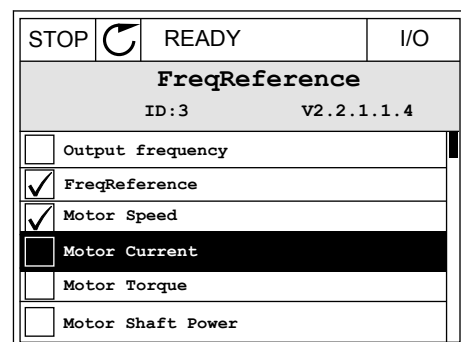 STOP READY I/O
FreqReference
ID:3 V2.2.1.1.4
Output frequency
FreqReference
Motor Speed
Motor Current
Motor Torque
Motor Shaft Power